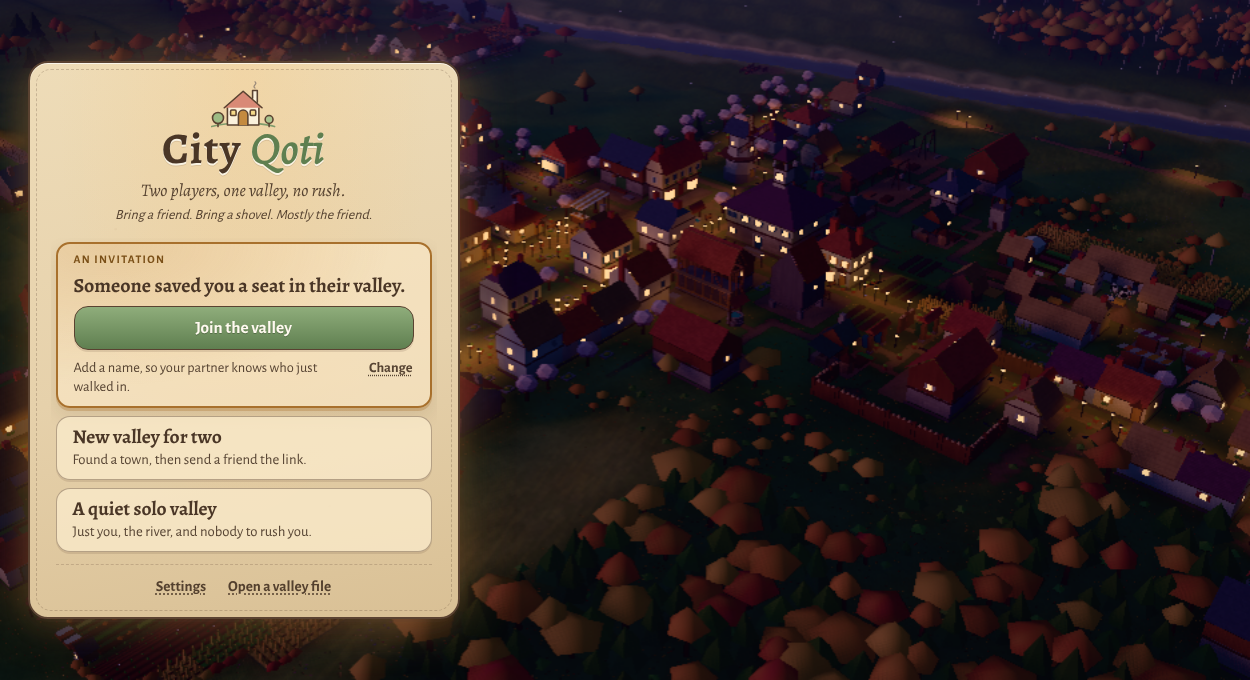 City Qoti
Two players, one valley, no rush.
Bring a friend. Bring a shovel. Mostly the friend.
AN INVITATION
Someone saved you a seat in their valley.
Join the valley
Add a name, so your partner knows who just
walked in.
Change
New valley for two
Found a town, then send a friend the link.
A quiet solo valley
Just you, the river, and nobody to rush you.
Settings
Open a valley file